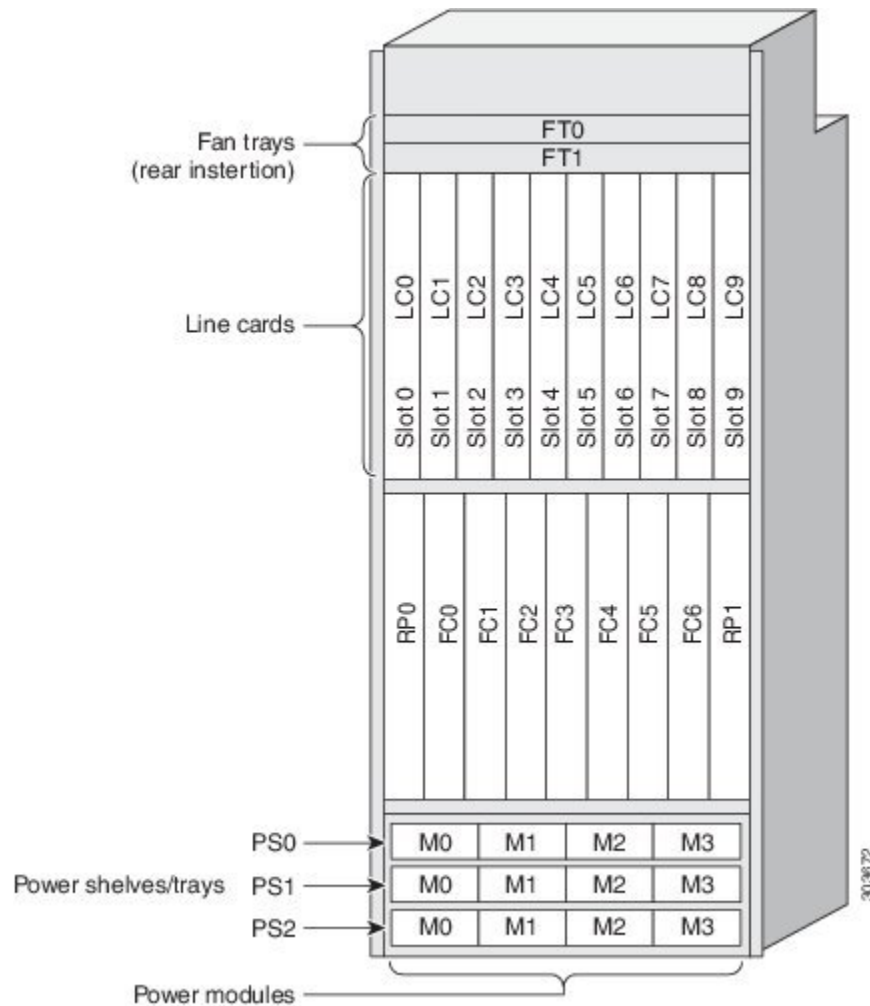 FT0
Fan trays
(rear instertion)
FT1
Line cards
LC0 LC1 LC2 LC3 LC4 LC5 LC6 LC7 LC8 LC9
Slot 0 Slot 1 Slot 2 Slot 3 Slot 4 Slot 5 Slot 6 Slot 7 Slot 8 Slot 9
RP0 FC0 FC1 FC2 FC3 FC4 FC5 FC6 RP1
PS0 M0 M1 M2 M3
Power shelves/trays PS1 M0 M1 M2 M3
PS2 M0 M1 M2 M3
Power modules
303672